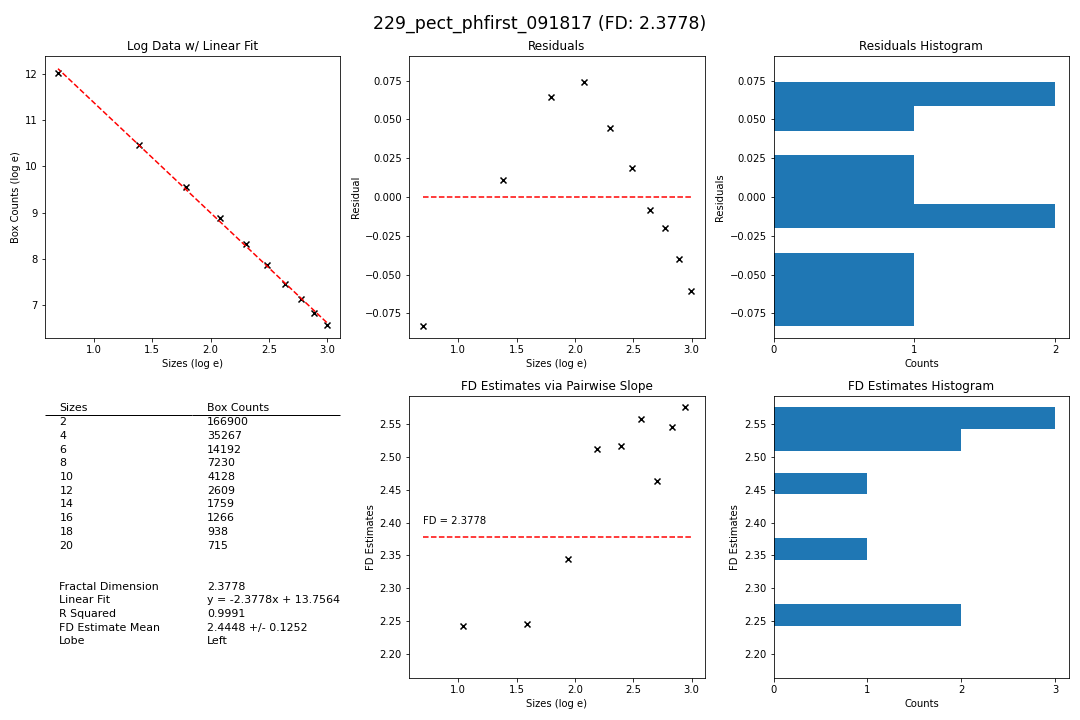 229_pect_phfirst_091817 (FD: 2.3778)
Log Data w/ Linear Fit
Box Counts (log e)
12
11
10
9
8
7
1.0 1.5 2.0 2.5 3.0
Sizes (log e)
Residuals
Residual
0.075
0.050
0.025
0.000
−0.025
−0.050
−0.075
1.0 1.5 2.0 2.5 3.0
Sizes (log e)
Residuals Histogram
Residuals
0.075
0.050
0.025
0.000
−0.025
−0.050
−0.075
0 1 2
Counts
Sizes Box Counts
2 166900
4 35267
6 14192
8 7230
10 4128
12 2609
14 1759
16 1266
18 938
20 715
Fractal Dimension 2.3778
Linear Fit y = -2.3778x + 13.7564
R Squared 0.9991
FD Estimate Mean 2.4448 +/- 0.1252
Lobe Left
FD Estimates via Pairwise Slope
FD Estimates
2.55
2.50
2.45
2.40
2.35
2.30
2.25
2.20
FD = 2.3778
1.0 1.5 2.0 2.5 3.0
Sizes (log e)
FD Estimates Histogram
FD Estimates
2.55
2.50
2.45
2.40
2.35
2.30
2.25
2.20
0 1 2 3
Counts